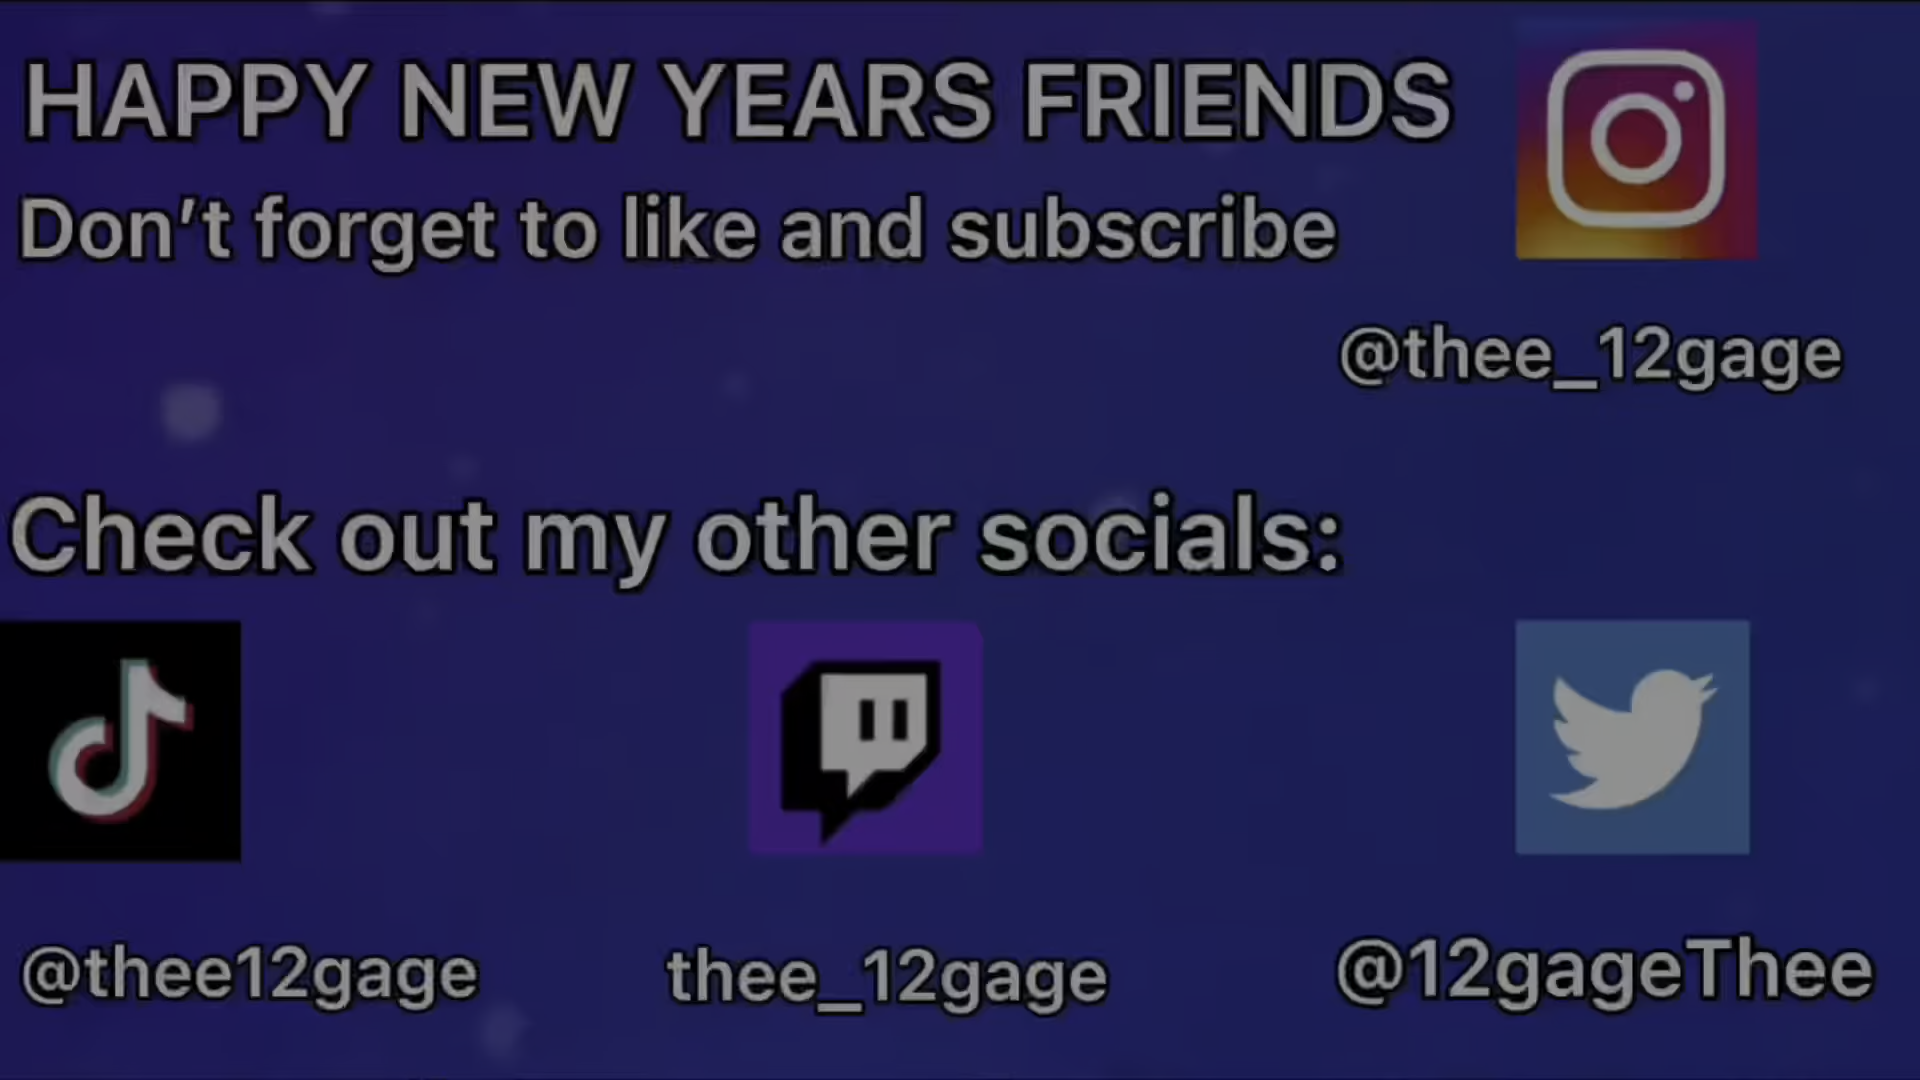 HAPPY NEW YEARS FRIENDS
Don't forget to like and subscribe
@thee_12gage
Check out my other socials:
@thee12gage
thee_12gage
@12gageThee